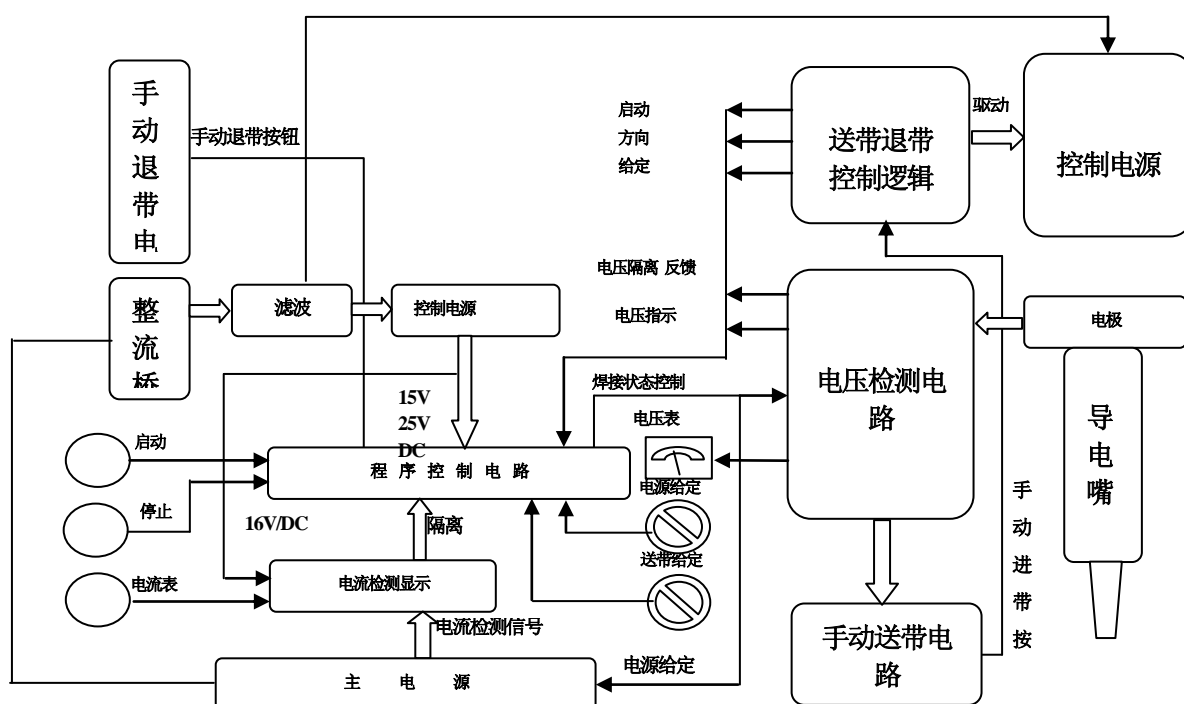 手
动
退
带
电
手动退带按钮
启动
方向
给定
送带退带
控制逻辑
驱动
控制电源
整
流
桥
滤波
控制电源
电压隔离 反馈
电压指示
电压检测电
路
电极
导
电
嘴
15V
25V
DC
焊接状态控制
电压表
启动
程 序 控 制 电 路
停止
16V/DC
隔离
电源给定
送带给定
电流表
电流检测显示
电流检测信号
手
动
进
带
按
手动送带电
路
主 电 源
电源给定